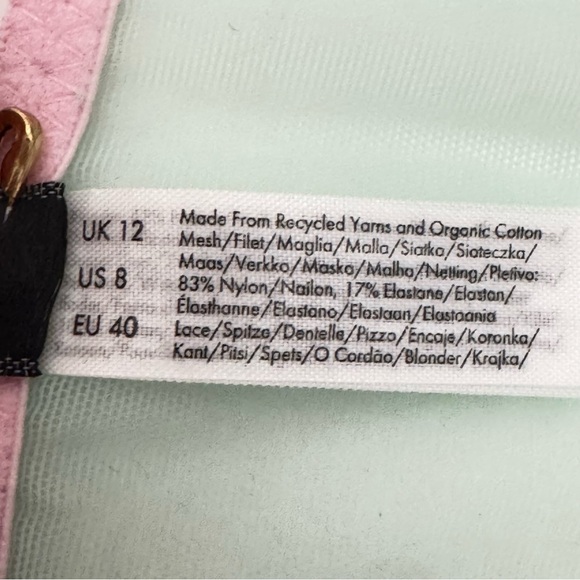 UK 12
US 8
EU 40
Made From Recycled Yarns and Organic Cotton
Mesh/Filet/Maglia/Malla/Siatka/Siateczka/
Maas/Verkko/Maska/Malha/Netting/Pletivo:
83% Nylon/Nailon, 17% Elastane/Elastan/
Élasthanne/Elastano/Elastaan/Elastaania
Lace/Spitze/Dentelle/Pizzo/Encaje/Koronka/
Kant/Pitsi/Spets/O Cordão/Blonder/Krajka/